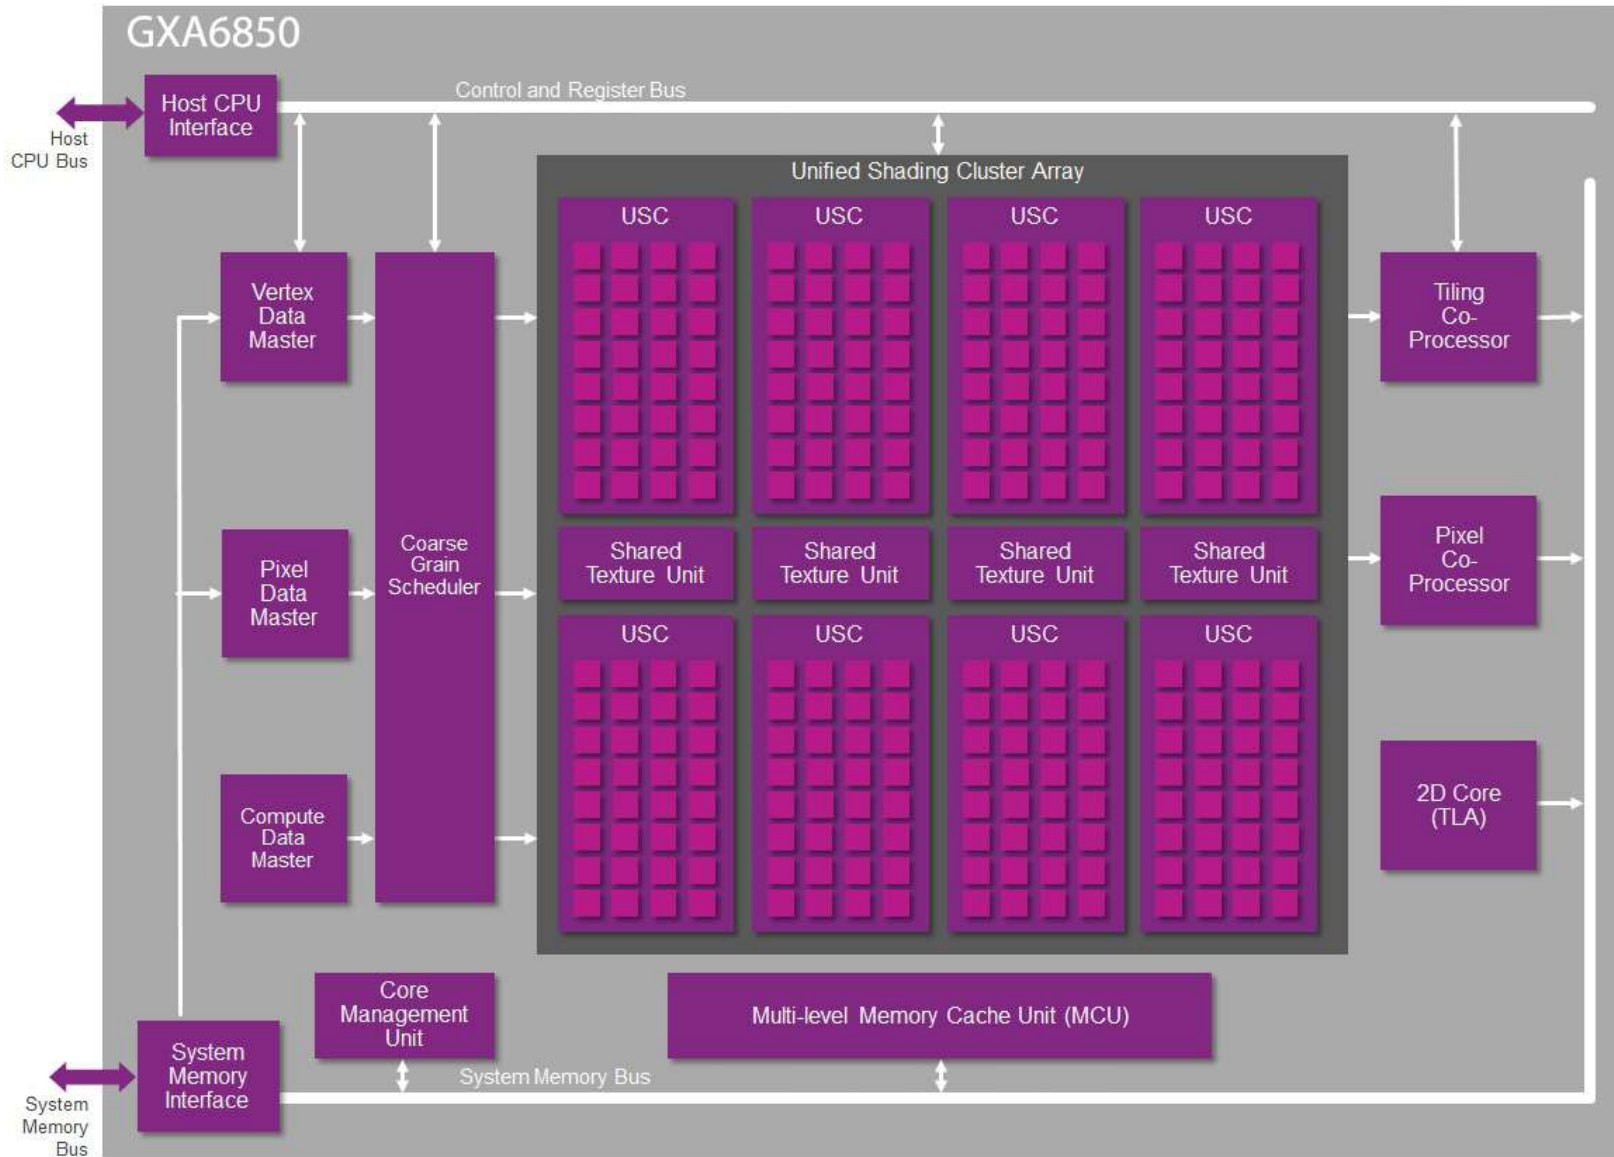 GXA6850
Host CPU
Interface
Control and Register Bus
Host
CPU Bus
Unified Shading Cluster Array
USC
USC
USC
USC
Vertex
Data
Master
Tiling
Co-
Processor
Coarse
Grain
Scheduler
Pixel
Data
Master
Shared
Texture Unit
Shared
Texture Unit
Shared
Texture Unit
Shared
Texture Unit
Pixel
Co-
Processor
USC
USC
USC
USC
Compute
Data
Master
2D Core
(TLA)
Core
Management
Unit
Multi-level Memory Cache Unit (MCU)
System
Memory
Interface
System Memory Bus
System
Memory
Bus